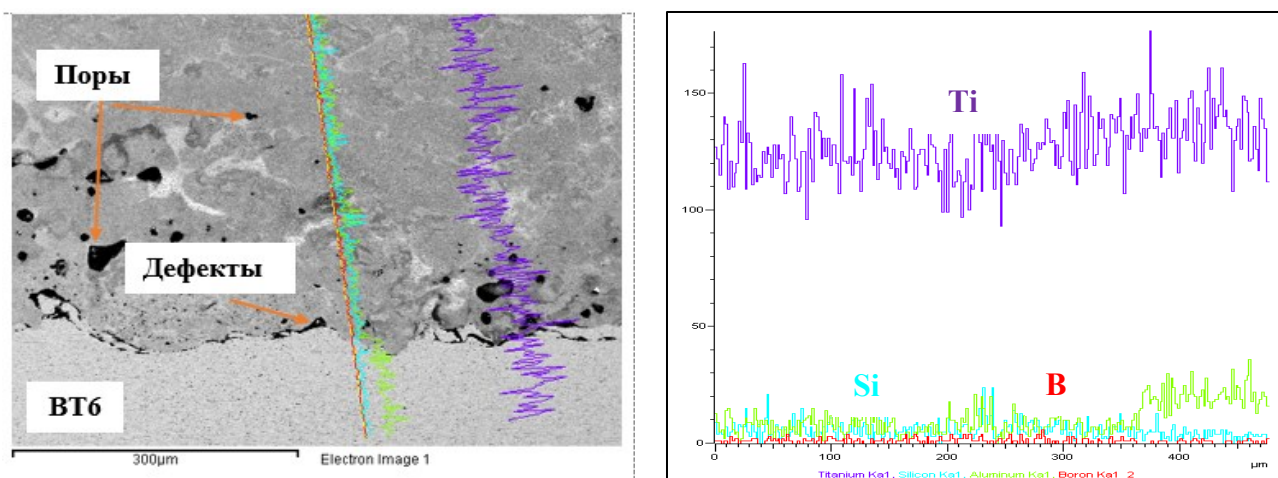 Поры
Дефекты
ВТ6
300µm
Electron Image 1
Ti
Si
B
150
100
50
0
0
100
200
300
400
µm
Titanium Ka1, Silicon Ka1, Aluminum Ka1, Boron Ka1_2